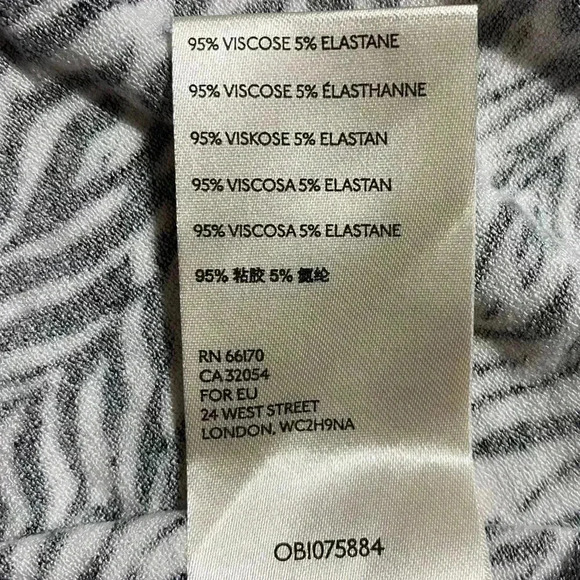 95% VISCOSE 5% ELASTANE
95% VISCOSE 5% ÉLASTHANNE
95% VISKOSE 5% ELASTAN
95% VISCOSA 5% ELASTAN
95% VISCOSA 5% ELASTANE
95% 粘胶 5% 氨纶
RN 66170
CA 32054
FOR EU
24 WEST STREET
LONDON, WC2H9NA
OBI075884